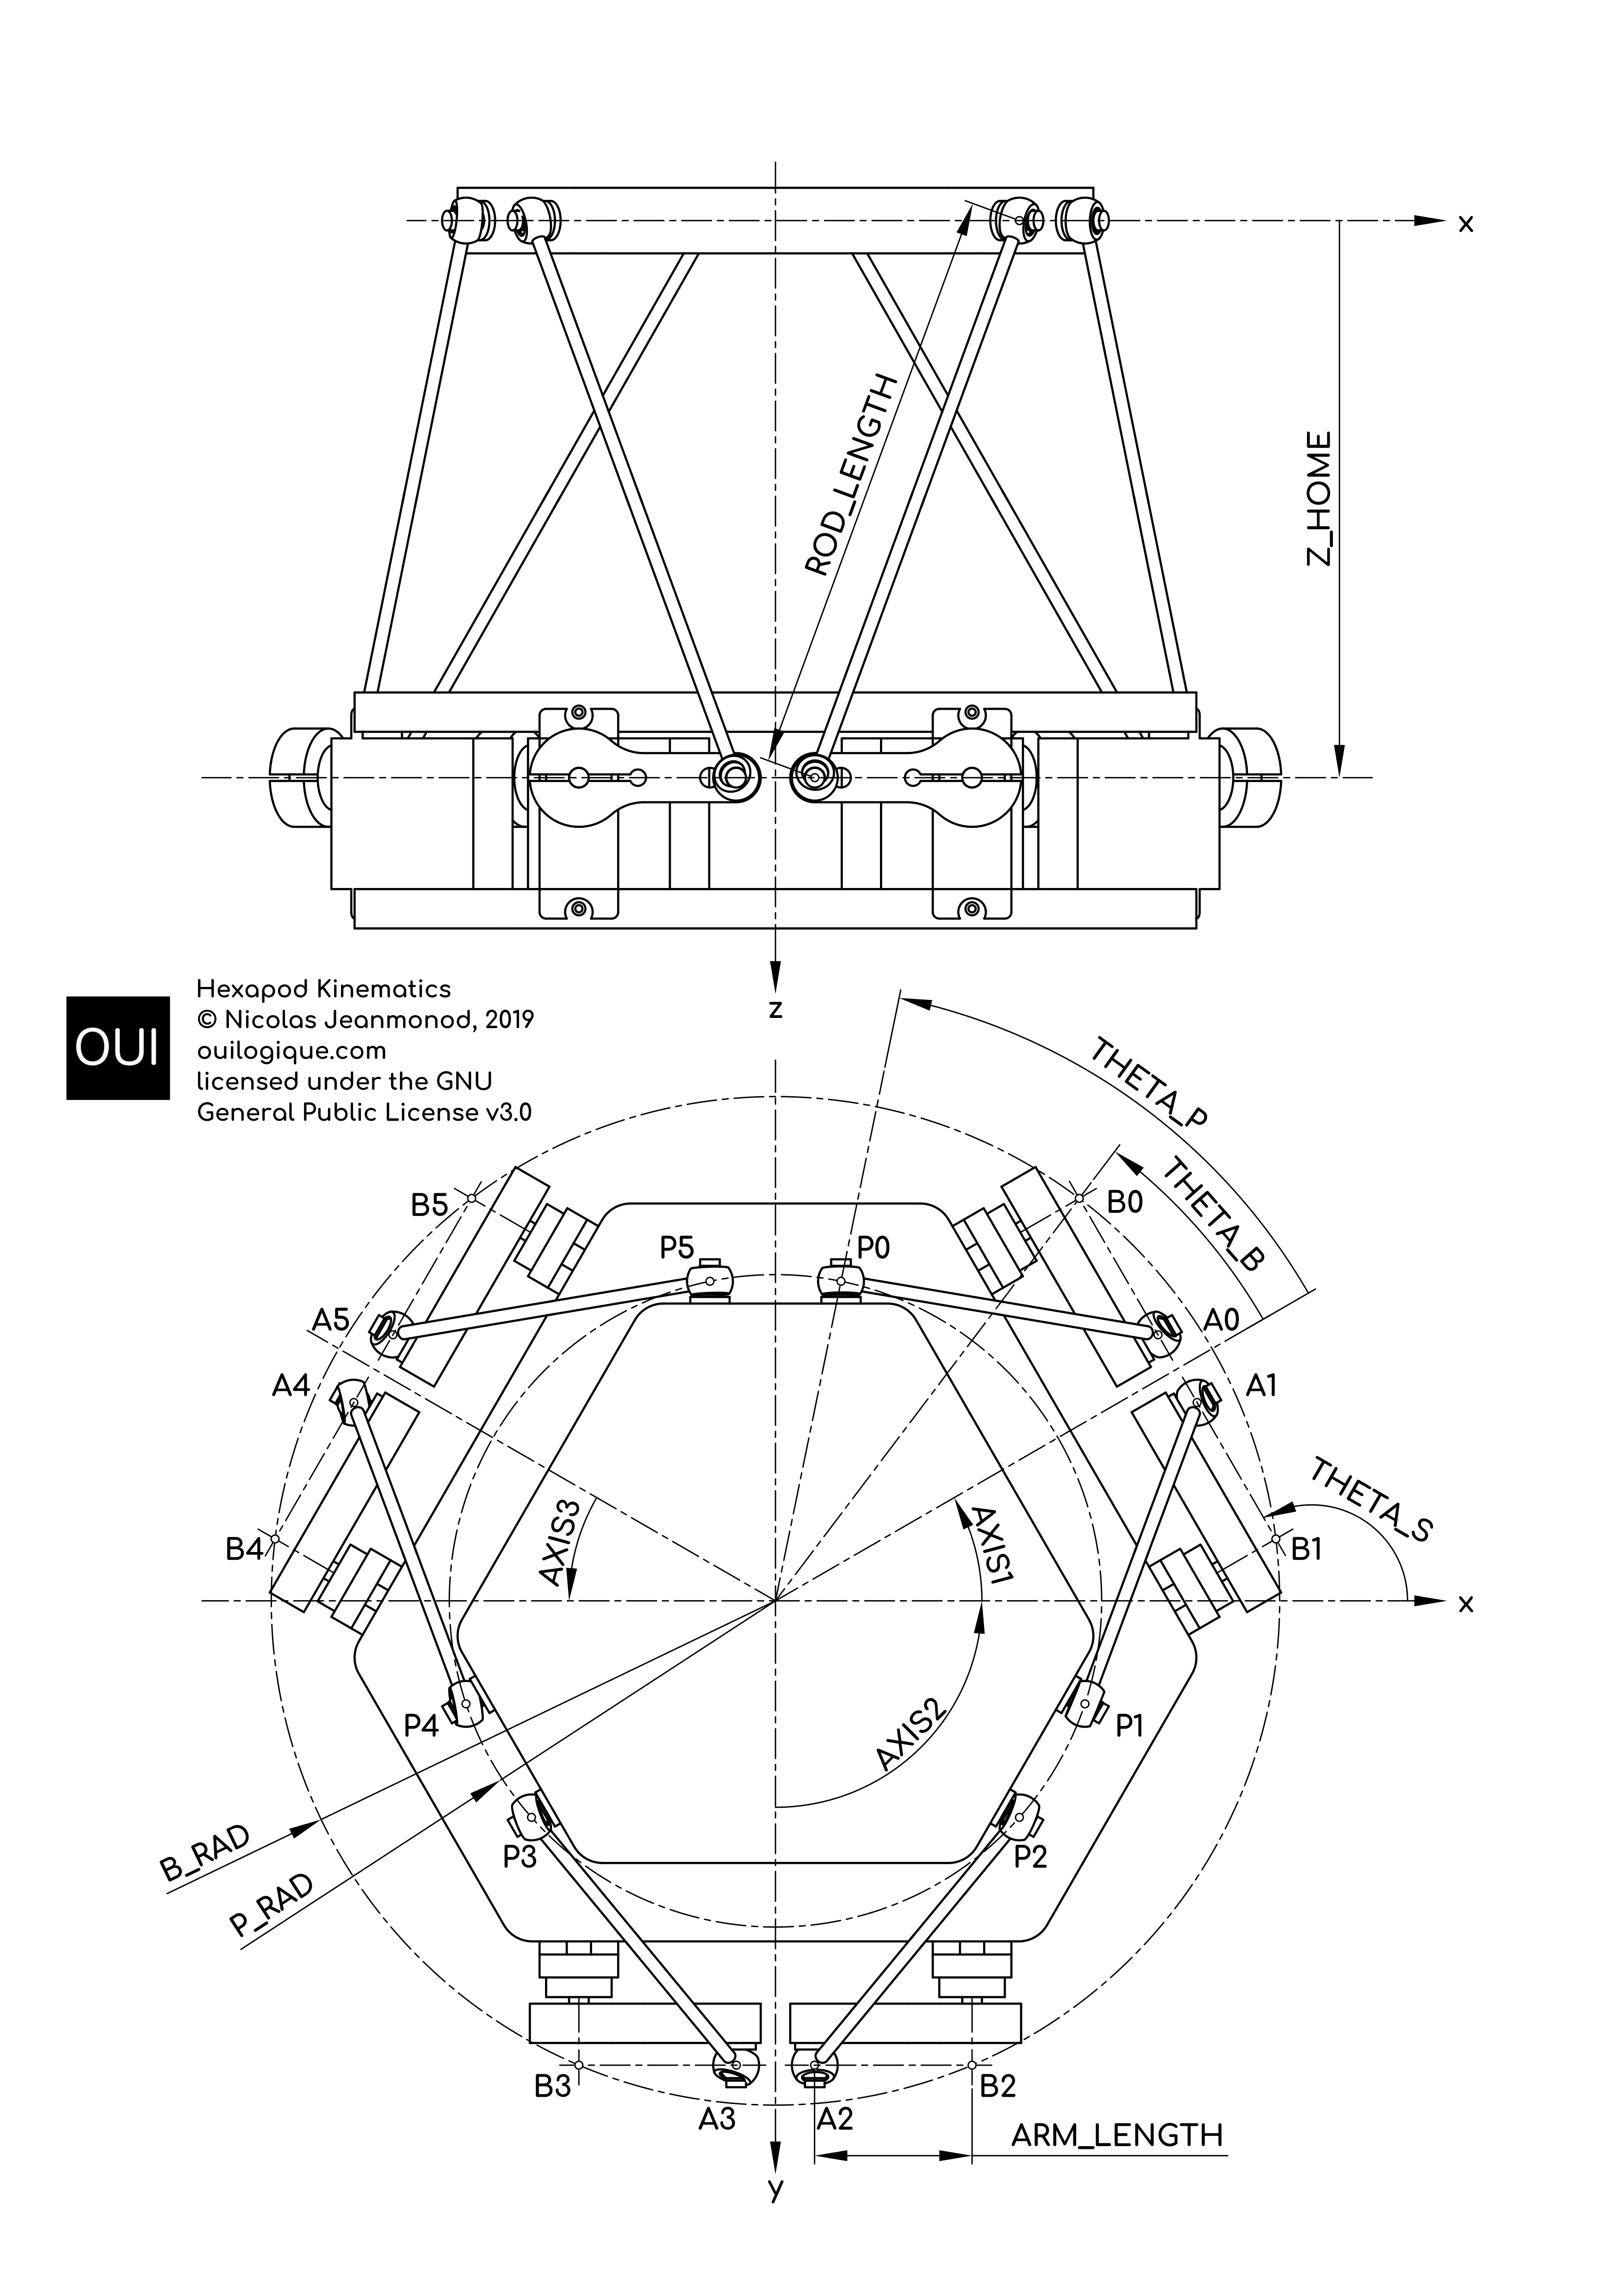 x
ROD_LENGTH
Z_HOME
z
OUI
Hexapod Kinematics
© Nicolas Jeanmonod, 2019
ouilogique.com
licensed under the GNU
General Public License v3.0
THETA_P
THETA_B
B5
B0
P5
P0
A5
A0
A4
A1
THETA_S
AXIS3
AXIS1
B4
B1
x
AXIS2
P4
P1
B_RAD
P_RAD
P3
P2
B3
B2
A3
A2
ARM_LENGTH
y